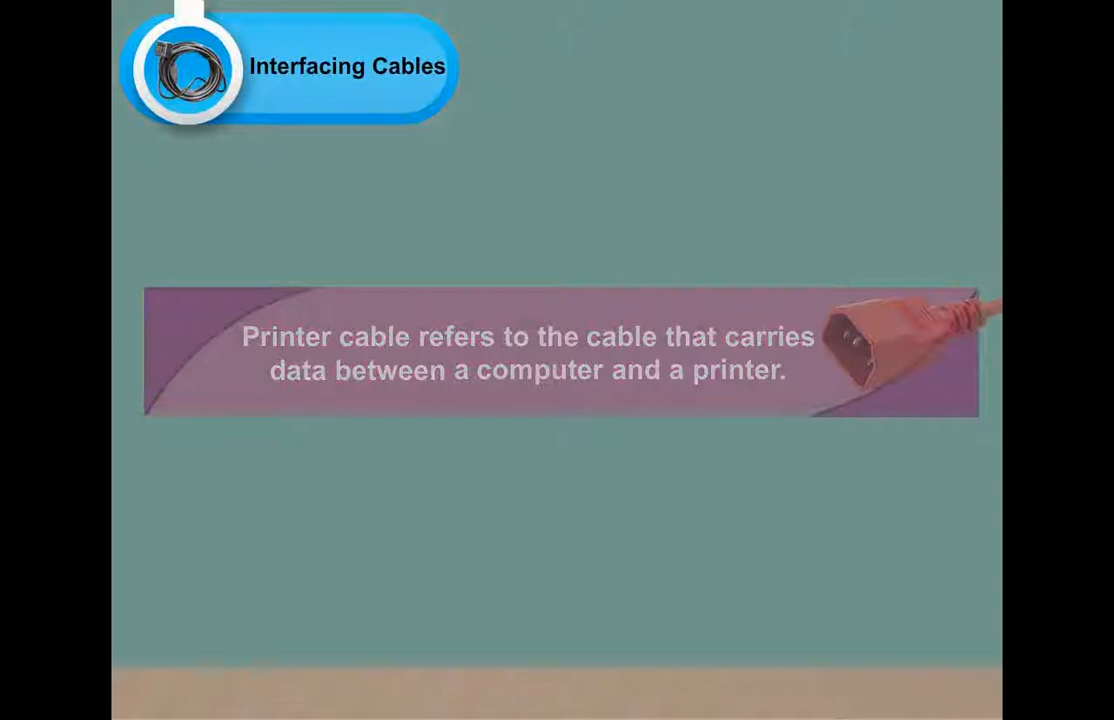 Interfacing Cables
Printer cable refers to the cable that carries
data between a computer and a printer.